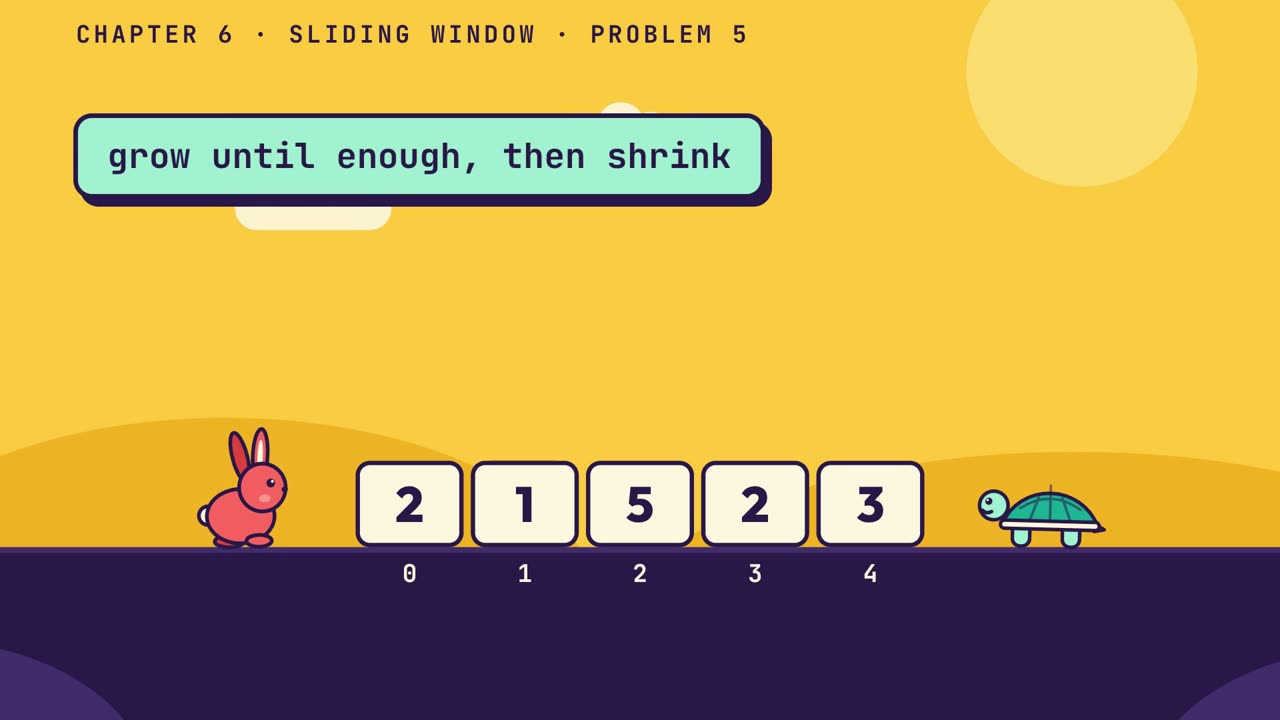 CHAPTER 6 · SLIDING WINDOW · PROBLEM 5
grow until enough, then shrink
2 1 5 2 3
0 1 2 3 4